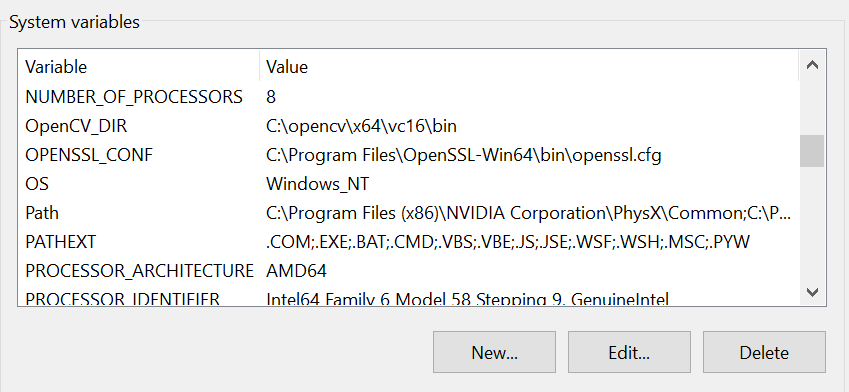 System variables
Variable Value
NUMBER_OF_PROCESSORS 8
OpenCV_DIR C:\opencv\x64\vc16\bin
OPENSSL_CONF C:\Program Files\OpenSSL-Win64\bin\openssl.cfg
OS Windows_NT
Path C:\Program Files (x86)\NVIDIA Corporation\PhysX\Common;C:\P...
PATHEXT .COM;.EXE;.BAT;.CMD;.VBS;.VBE;.JS;.JSE;.WSF;.WSH;.MSC;.PYW
PROCESSOR_ARCHITECTURE AMD64
PROCESSOR_IDENTIFIER Intel64 Family 6 Model 58 Stepping 9, GenuineIntel
New... Edit... Delete